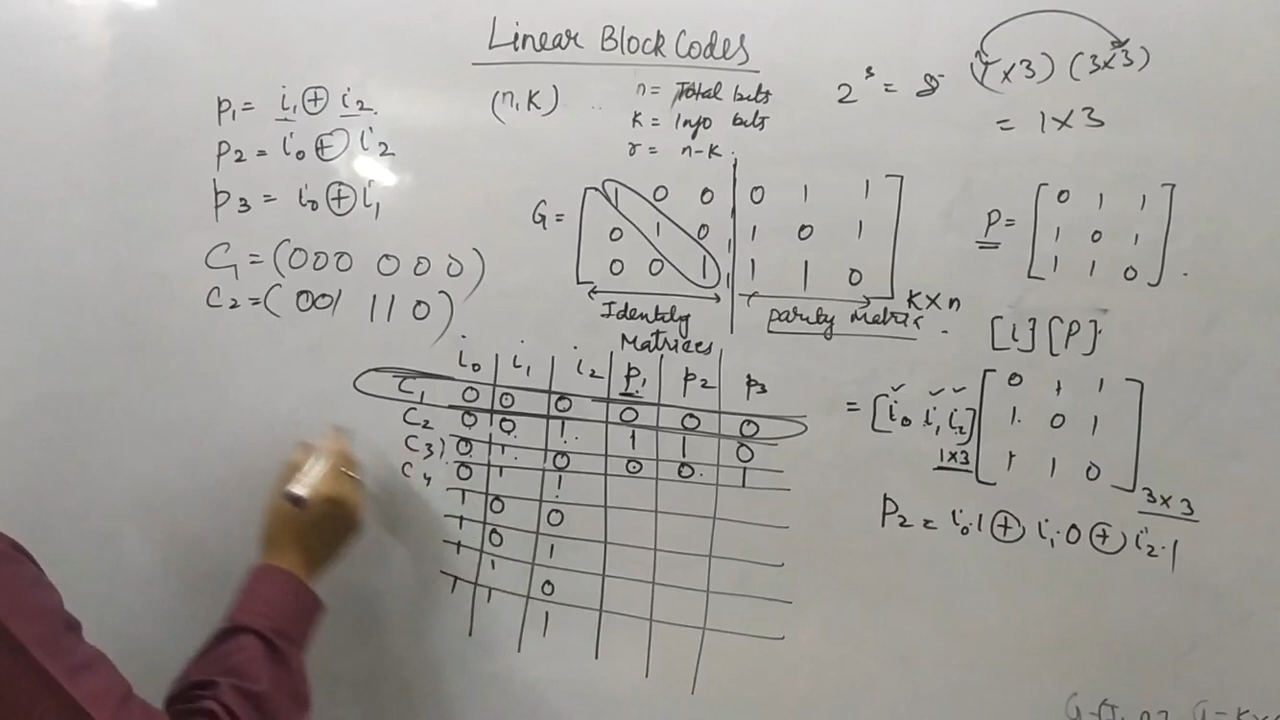 Linear Block Codes
p₁ = i₁ ⊕ i₂
p₂ = i₀ ⊕ i₂
p₃ = i₀ ⊕ i₁
C₁ = (000 000)
C₂ = (001 110)
(n, K)
n = Total bits
K = Info bits
r = n-k.
2³ = 8
(1×3) (3×3)
= 1×3
G = [ 1 0 0 | 0 1 1
0 1 0 | 1 0 1
0 0 1 | 1 1 0 ] K×n
Identity Matrices
parity Metrix.
P = [ 0 1 1
1 0 1
1 1 0 ].
[i] [P]
= [i₀ i₁ i₂] [ 0 1 1
1 0 1
1 1 0 ]
1×3
3×3
P₂ = i₀.1 ⊕ i₁.0 ⊕ i₂.1
i₀ i₁ i₂ p₁ p₂ p₃
C₁ 0 0 0 0 0 0
C₂ 0 0 1 1 1 0
C₃) 0 1 0 0 0 1
C₄ 0 1 1
1 0 0
1 0 1
1 1 0
1 1 1